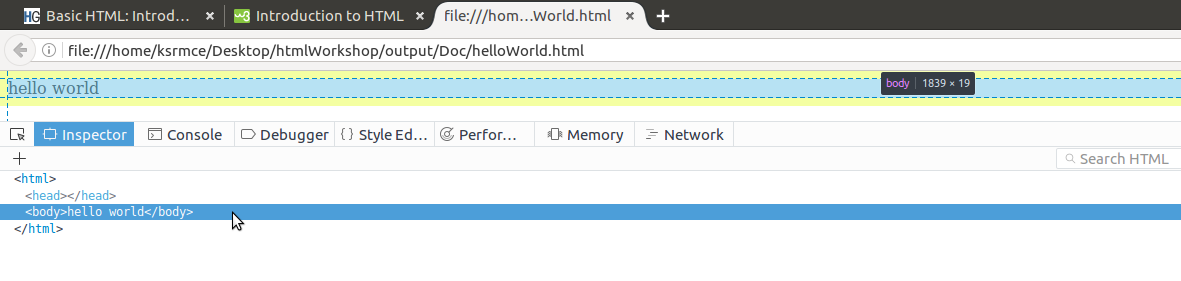 HG Basic HTML: Introd... × w3 Introduction to HTML × file:///hom...World.html × +
file:///home/ksrmce/Desktop/htmlWorkshop/output/Doc/helloWorld.html
hello world
body 1839 × 19
Inspector Console Debugger { } Style Ed... Perfor... Memory Network
+ Search HTML
<html>
<head></head>
<body>hello world</body>
</html>